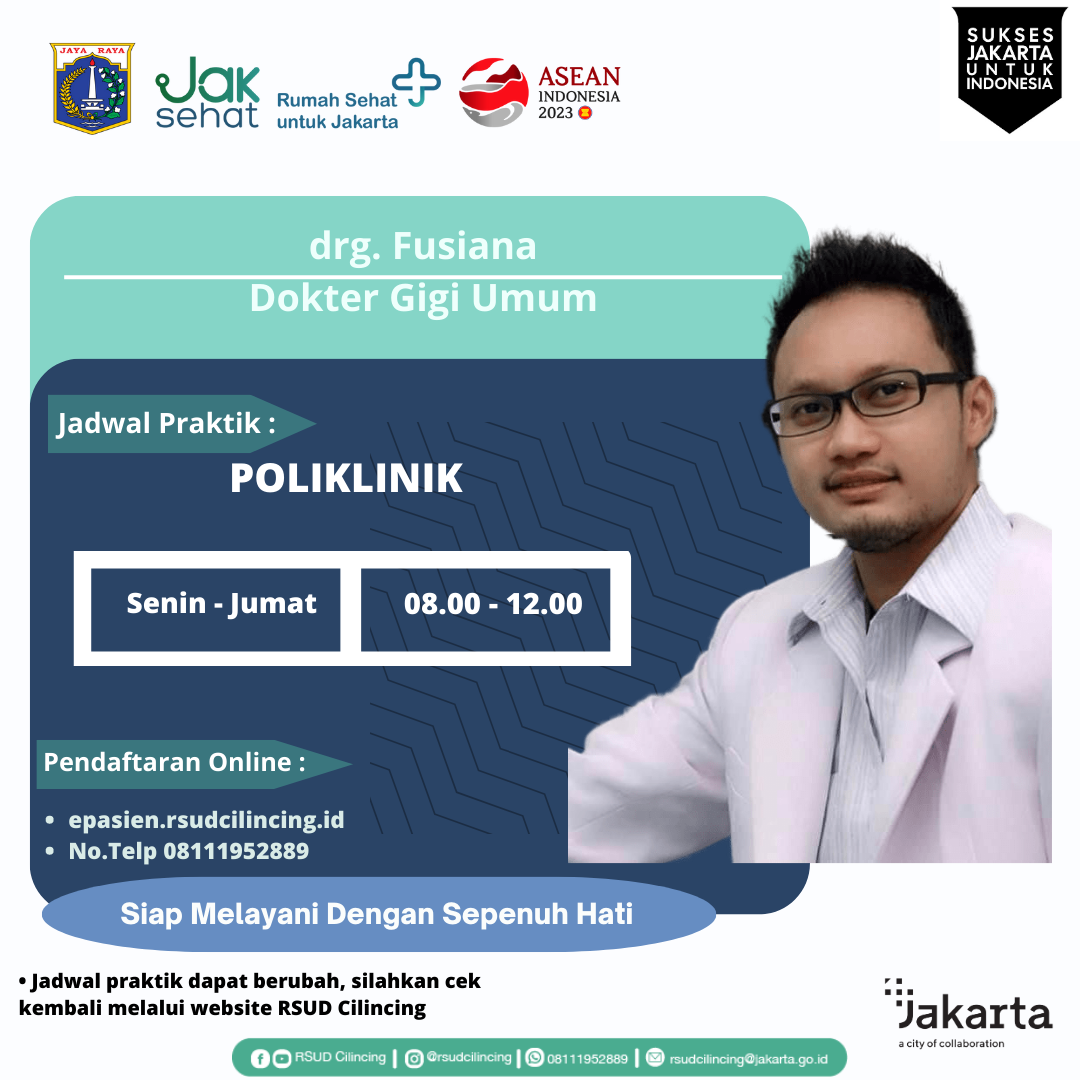 JAYA RAYA
Jak
sehat
Rumah Sehat
untuk Jakarta
ASEAN
INDONESIA
2023
SUKSES
JAKARTA
UNTUK
INDONESIA
drg. Fusiana
Dokter Gigi Umum
Jadwal Praktik :
POLIKLINIK
Senin - Jumat
08.00 - 12.00
Pendaftaran Online :
• epasien.rsudcilincing.id
• No.Telp 08111952889
Siap Melayani Dengan Sepenuh Hati
• Jadwal praktik dapat berubah, silahkan cek
kembali melalui website RSUD Cilincing
Jakarta
a city of collaboration
RSUD Cilincing | @rsudcilincing | 08111952889 | rsudcilincing@jakarta.go.id